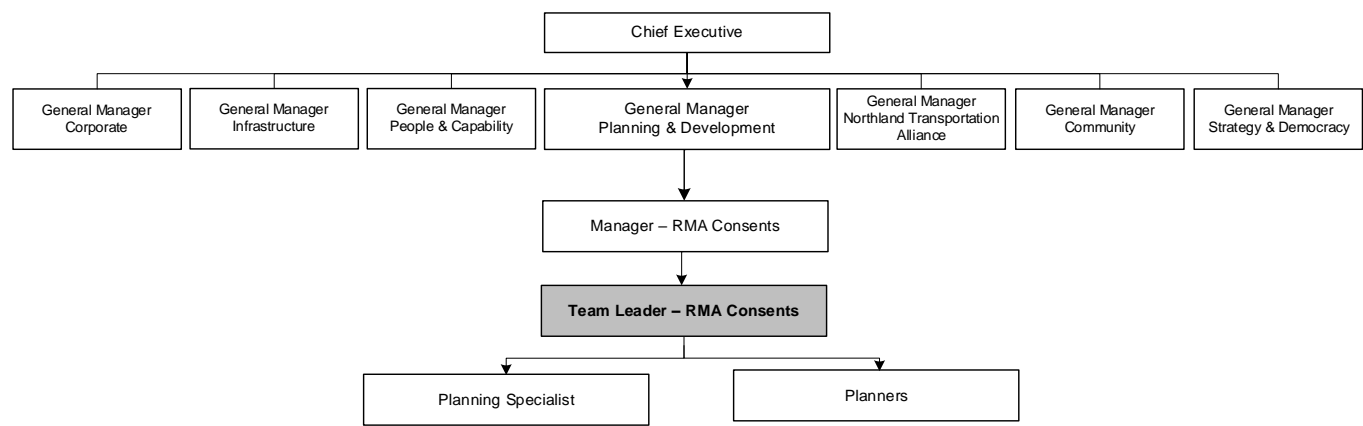 Chief Executive
General Manager
Corporate
General Manager
Infrastructure
General Manager
People & Capability
General Manager
Planning & Development
General Manager
Northland Transportation
Alliance
General Manager
Community
General Manager
Strategy & Democracy
Manager – RMA Consents
Team Leader – RMA Consents
Planning Specialist
Planners